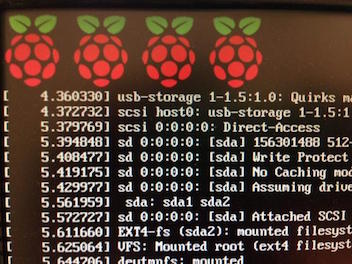 [    4.360330] usb-storage 1-1.5:1.0: Quirks
[    4.372732] scsi host0: usb-storage 1-1.5:1
[    5.379769] scsi 0:0:0:0: Direct-Access
[    5.394848] sd 0:0:0:0: [sda] 156301488 512-
[    5.408477] sd 0:0:0:0: [sda] Write Protect
[    5.419175] sd 0:0:0:0: [sda] No Caching mod
[    5.429977] sd 0:0:0:0: [sda] Assuming drive
[    5.561959]  sda: sda1 sda2
[    5.572727] sd 0:0:0:0: [sda] Attached SCSI
[    5.611660] EXT4-fs (sda2): mounted filesyst
[    5.625064] VFS: Mounted root (ext4 filesyst
[    5.644706] devtmpfs: mounted